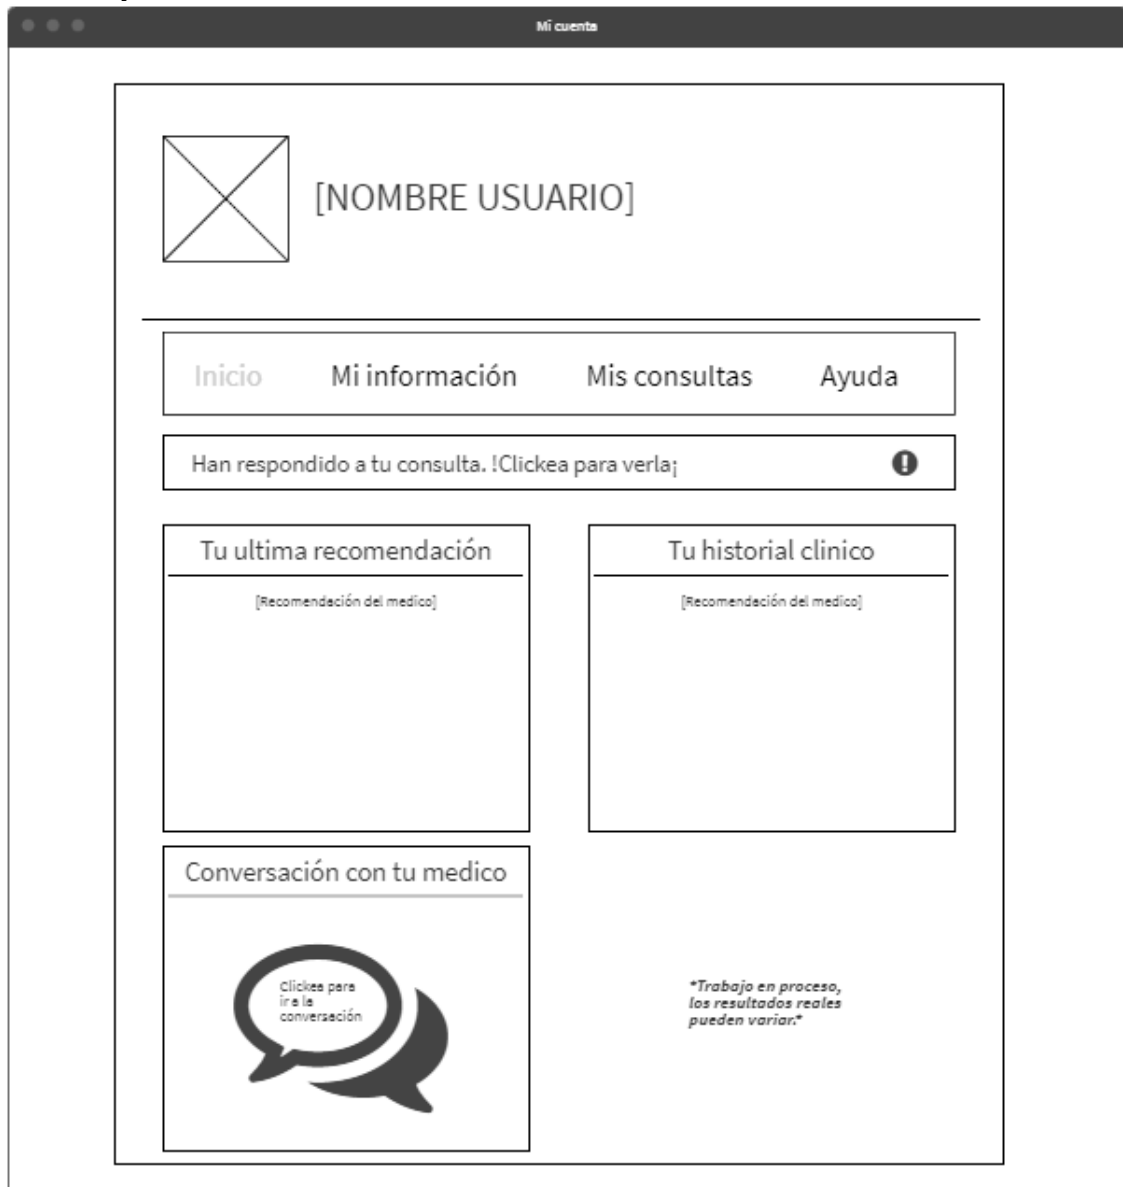 Mi cuenta
[NOMBRE USUARIO]
Inicio Mi información Mis consultas Ayuda
Han respondido a tu consulta. !Clickea para verla¡
Tu ultima recomendación
[Recomendación del medico]
Tu historial clinico
[Recomendación del medico]
Conversación con tu medico
Clickea para
ir a la
conversación
*Trabajo en proceso,
los resultados reales
pueden variar.*